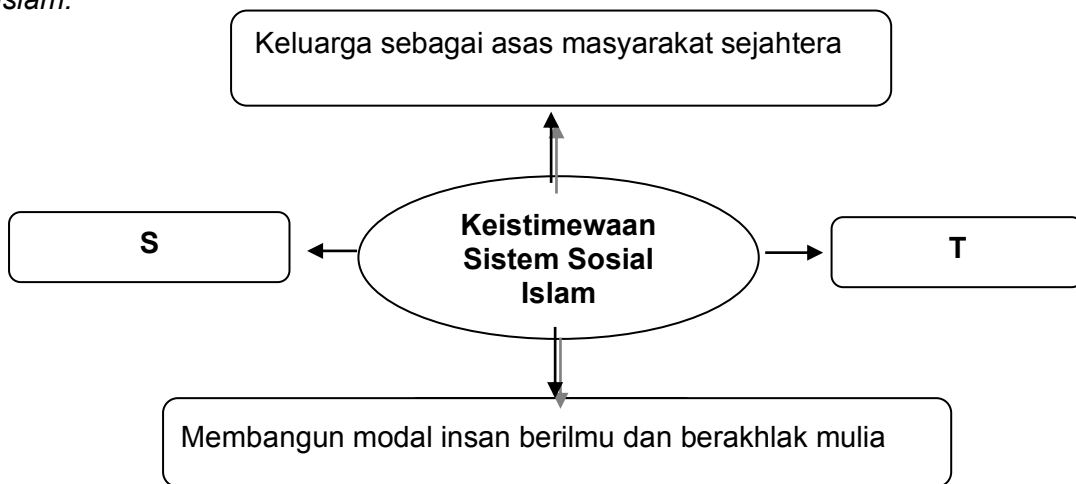 Islam.
Keluarga sebagai asas masyarakat sejahtera
S
Keistimewaan
Sistem Sosial
Islam
T
Membangun modal insan berilmu dan berakhlak mulia